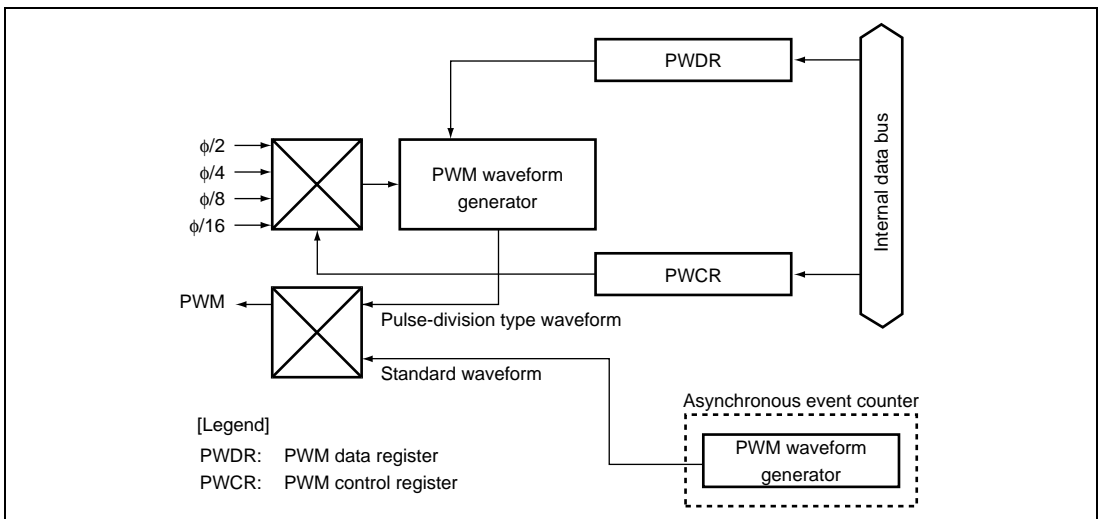 PWDR
Internal data bus
ϕ/2
ϕ/4
ϕ/8
ϕ/16
PWM waveform
generator
PWCR
PWM
Pulse-division type waveform
Standard waveform
Asynchronous event counter
PWM waveform
generator
[Legend]
PWDR: PWM data register
PWCR: PWM control register